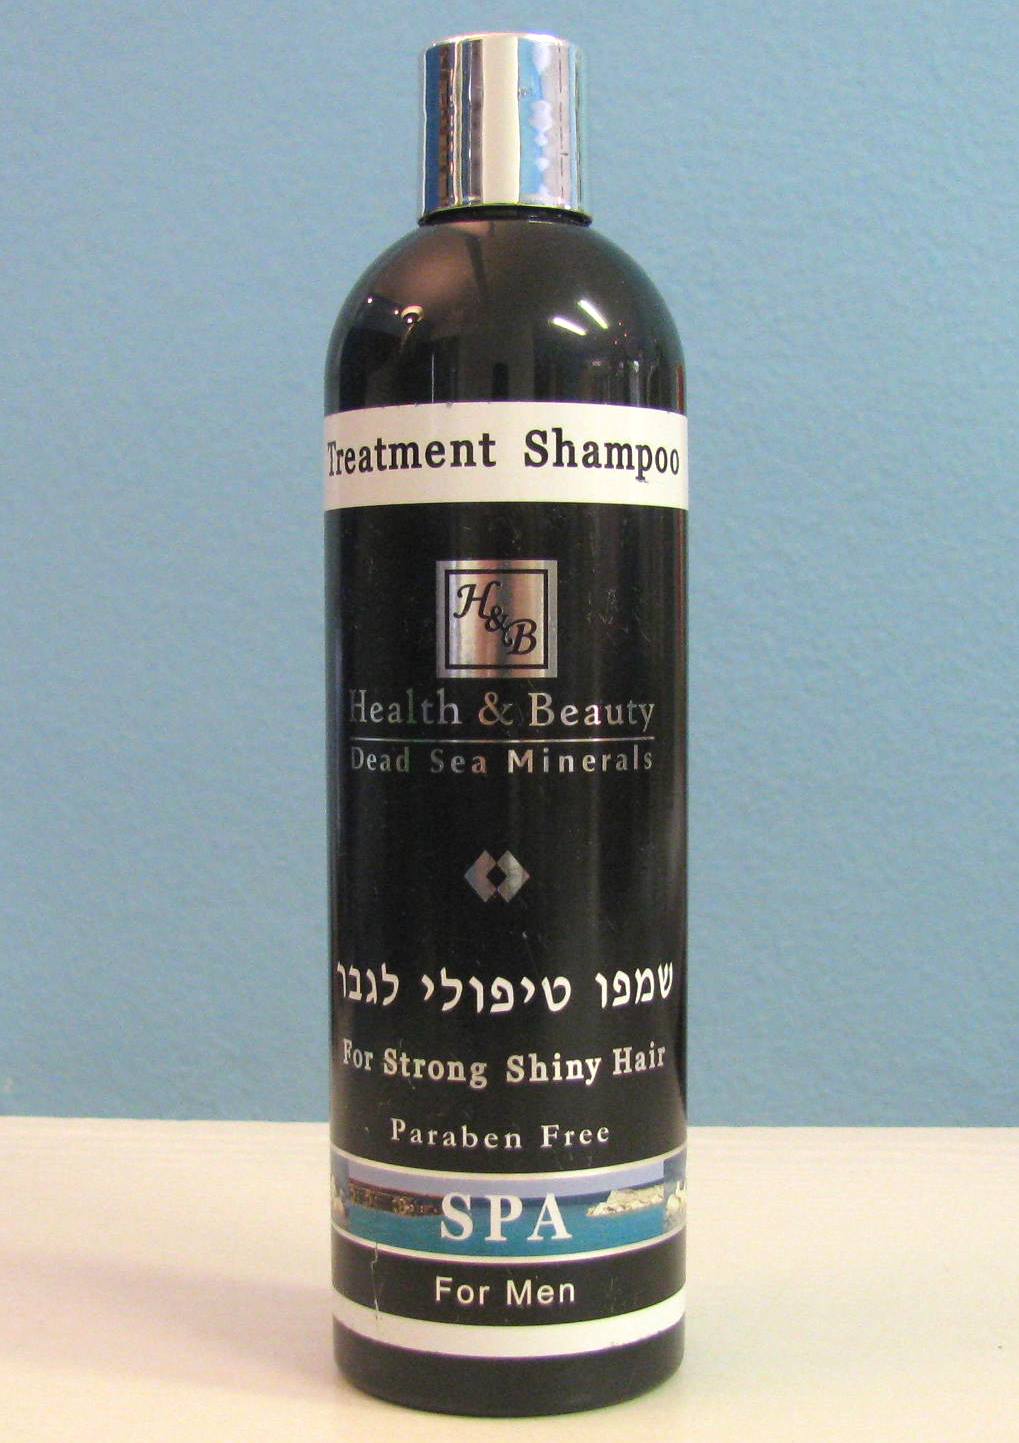 Treatment Shampoo
H&B
Health & Beauty
Dead Sea Minerals
שמפו טיפולי לגבר
For Strong Shiny Hair
Paraben Free
SPA
For Men